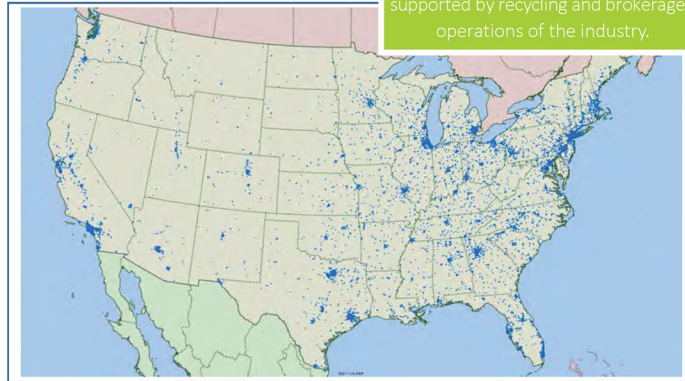 supported by recycling and brokerage
operations of the industry.